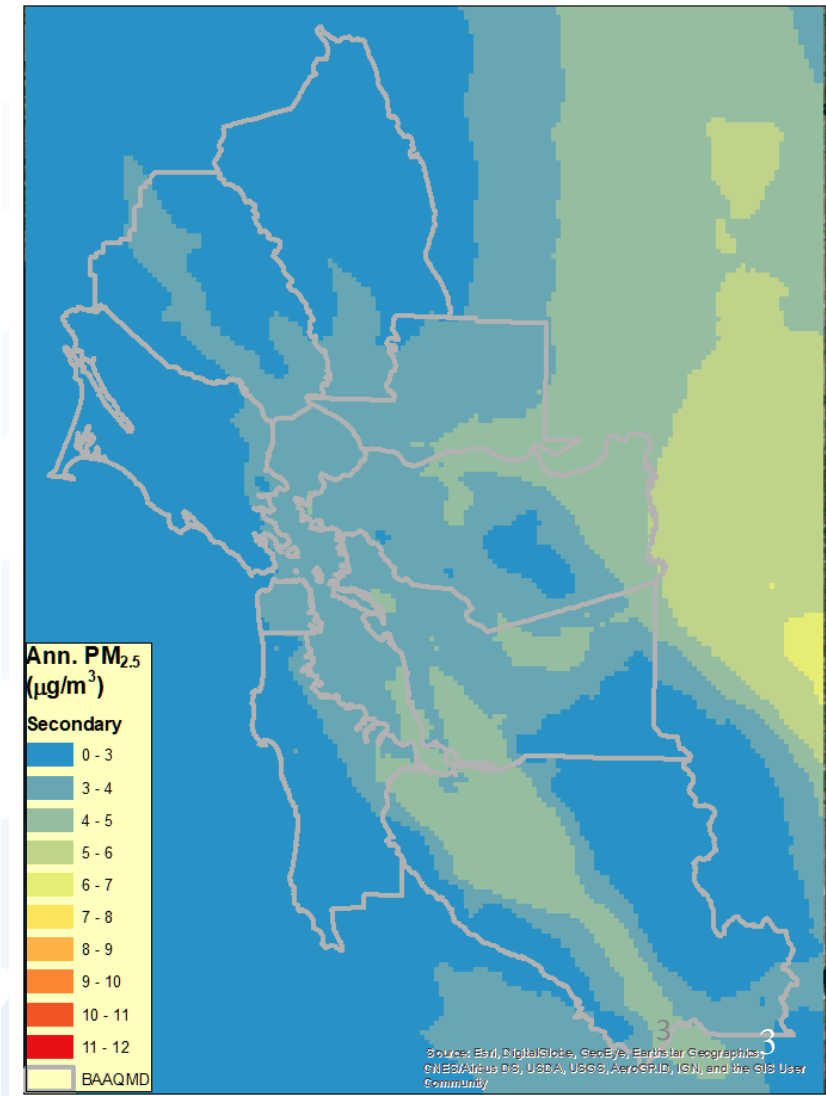 Ann. PM2.5
(μg/m3)
Secondary
0 - 3
3 - 4
4 - 5
5 - 6
6 - 7
7 - 8
8 - 9
9 - 10
10 - 11
11 - 12
BAAQMD
3
3
Source: Esri, DigitalGlobe, GeoEye, Earthstar Geographics,
CNES/Airbus DS, USDA, USGS, AeroGRID, IGN, and the GIS User
Community